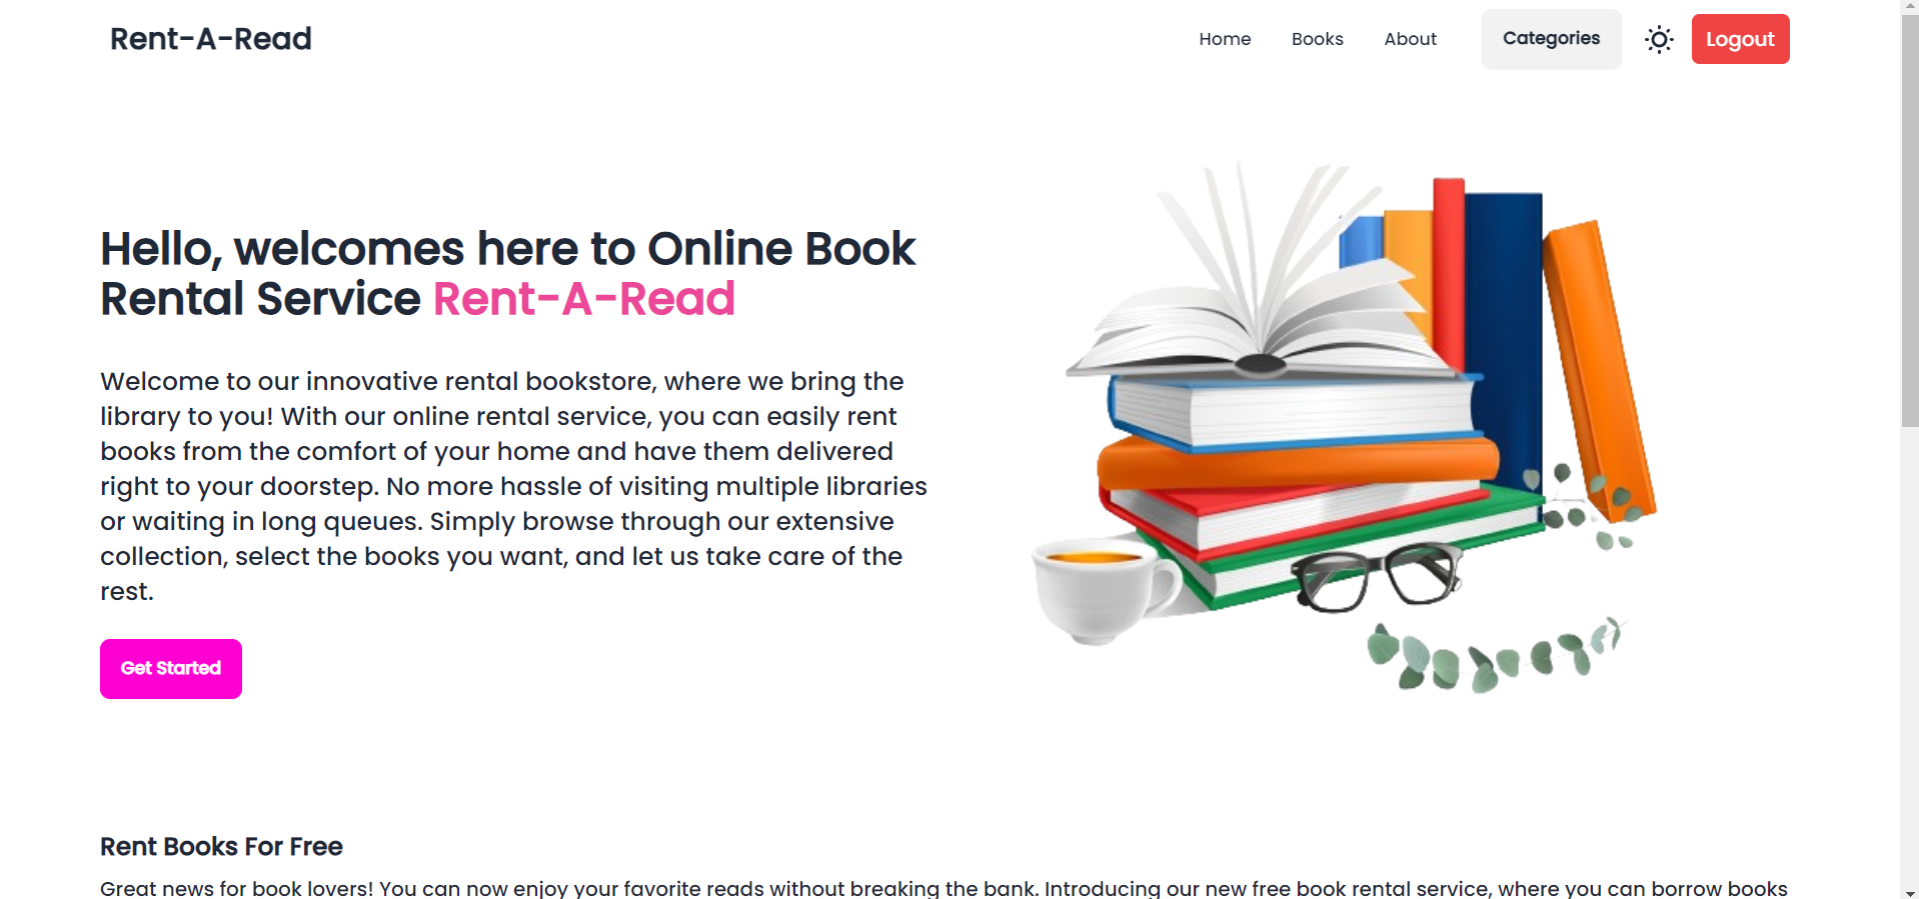 Rent-A-Read
Home
Books
About
Categories
Logout
Hello, welcomes here to Online Book
Rental Service Rent-A-Read
Welcome to our innovative rental bookstore, where we bring the
library to you! With our online rental service, you can easily rent
books from the comfort of your home and have them delivered
right to your doorstep. No more hassle of visiting multiple libraries
or waiting in long queues. Simply browse through our extensive
collection, select the books you want, and let us take care of the
rest.
Get Started
Rent Books For Free
Great news for book lovers! You can now enjoy your favorite reads without breaking the bank. Introducing our new free book rental service, where you can borrow books